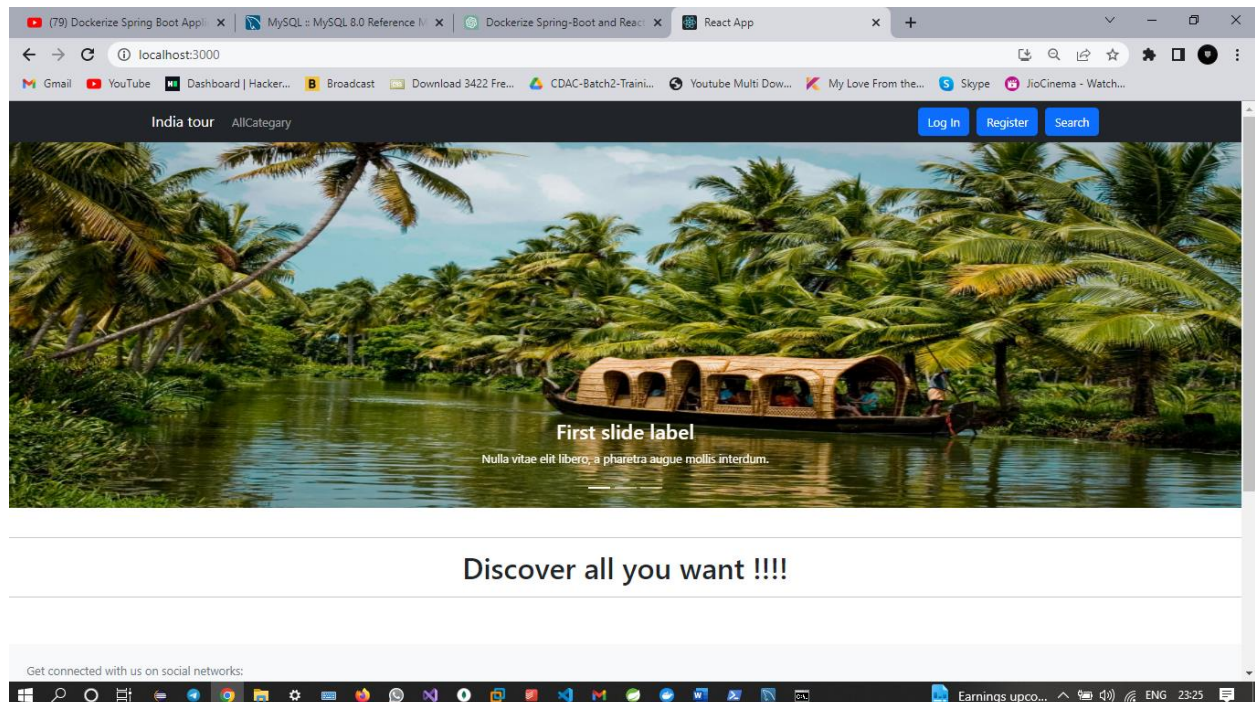 (79) Dockerize Spring Boot Appli
MySQL :: MySQL 8.0 Reference M
Dockerize Spring-Boot and React
React App
localhost:3000
Gmail
YouTube
Dashboard | Hacker...
Broadcast
Download 3422 Fre...
CDAC-Batch2-Traini...
Youtube Multi Dow...
My Love From the...
Skype
JioCinema - Watch...
India tour
AllCategary
Log In
Register
Search
First slide label
Nulla vitae elit libero, a pharetra augue mollis interdum.
Discover all you want !!!!
Get connected with us on social networks:
Earnings upco...
ENG
23:25